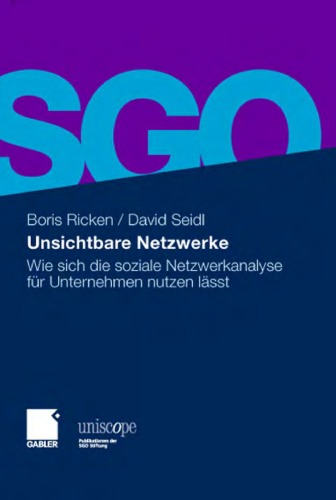 SGO
Boris Ricken / David Seidl
Unsichtbare Netzwerke
Wie sich die soziale Netzwerkanalyse
für Unternehmen nutzen lässt
GABLER
uniscope
Publikationen der
SGO Stiftung